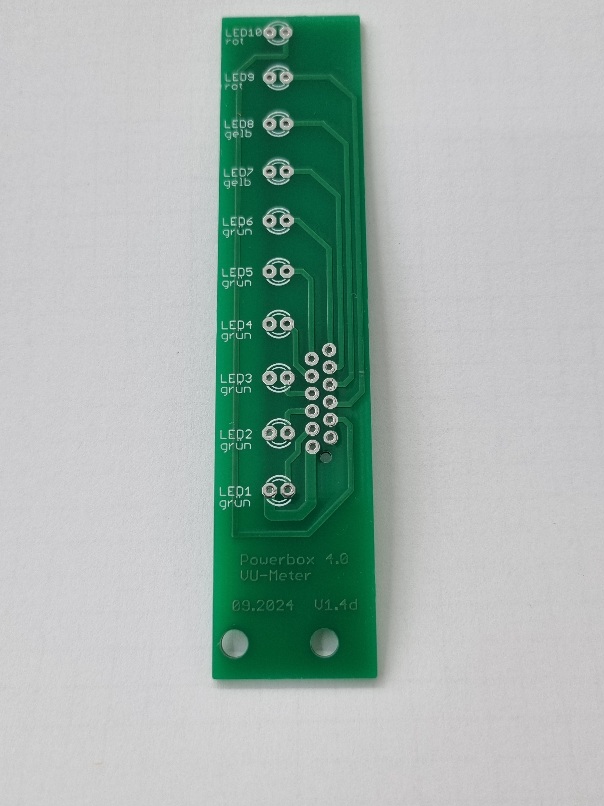 LED10
rot
LED9
rot
LED8
gelb
LED7
gelb
LED6
grün
LED5
grün
LED4
grün
LED3
grün
LED2
grün
LED1
grün
Powerbox 4.0
VU-Meter
09.2024 V1.4d